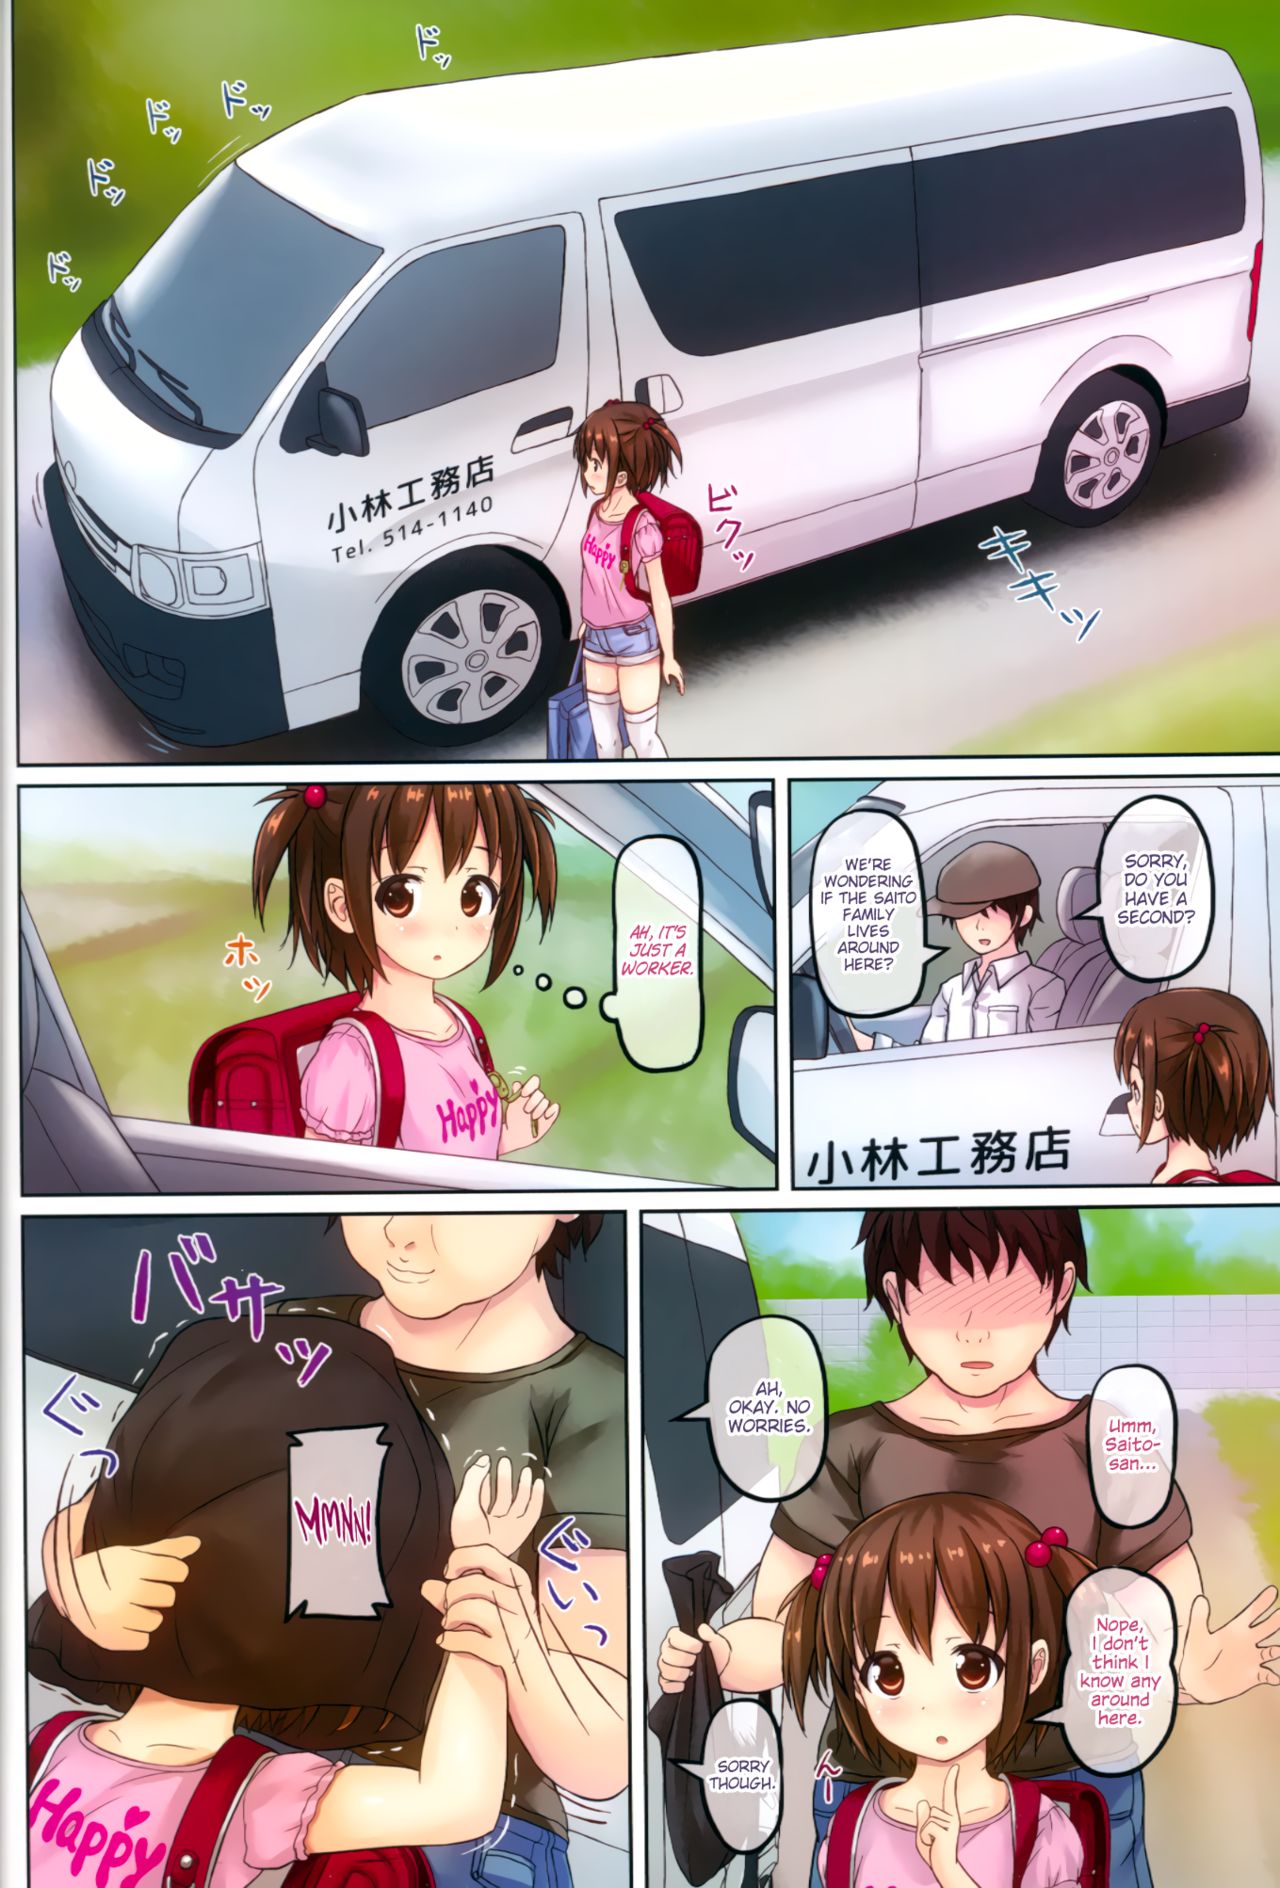 ドッ
ドッ
ドッ
ドッ
ドッ
小林工務店
Tel. 514-1140
Happy
ビクッ
キキッ
SORRY,
DO YOU
HAVE A
SECOND?
WE'RE
WONDERING
IF THE SAITO
FAMILY
LIVES
AROUND
HERE?
小林工務店
AH, IT'S
JUST A
WORKER.
ホッ
Happy
Umm,
Saito-
san...
Nope,
I don't
think I
know any
around
here.
んー
AH,
OKAY. NO
WORRIES.
SORRY
THOUGH.
バサッ
ぐっ
MMNN!
ぐいっ
Happy